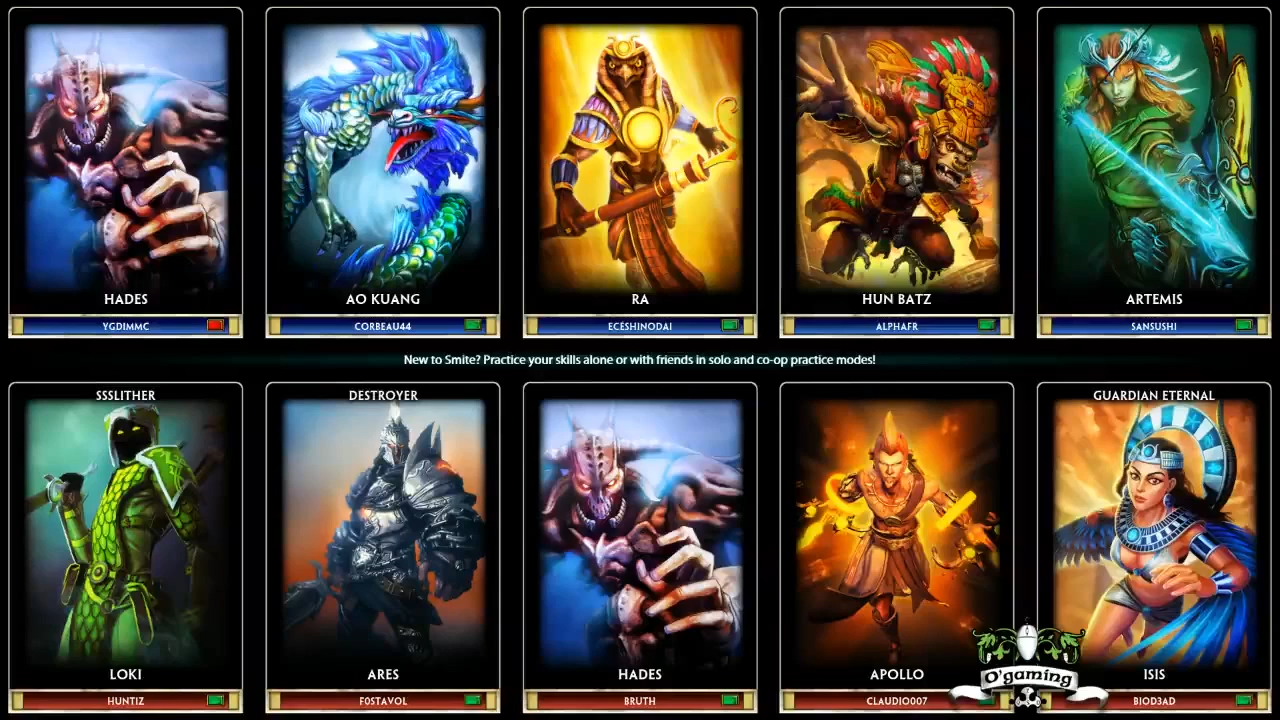 HADES
YGDIMMC
AO KUANG
CORBEAU44
RA
ECÉSHINODAI
HUN BATZ
ALPHAFR
ARTEMIS
SANSUSHI
New to Smite? Practice your skills alone or with friends in solo and co-op practice modes!
SSSLITHER
LOKI
HUNTIZ
DESTROYER
ARES
F0STAVOL
HADES
BRUTH
APOLLO
CLAUDIO007
GUARDIAN ETERNAL
ISIS
BIOD3AD
O'gaming